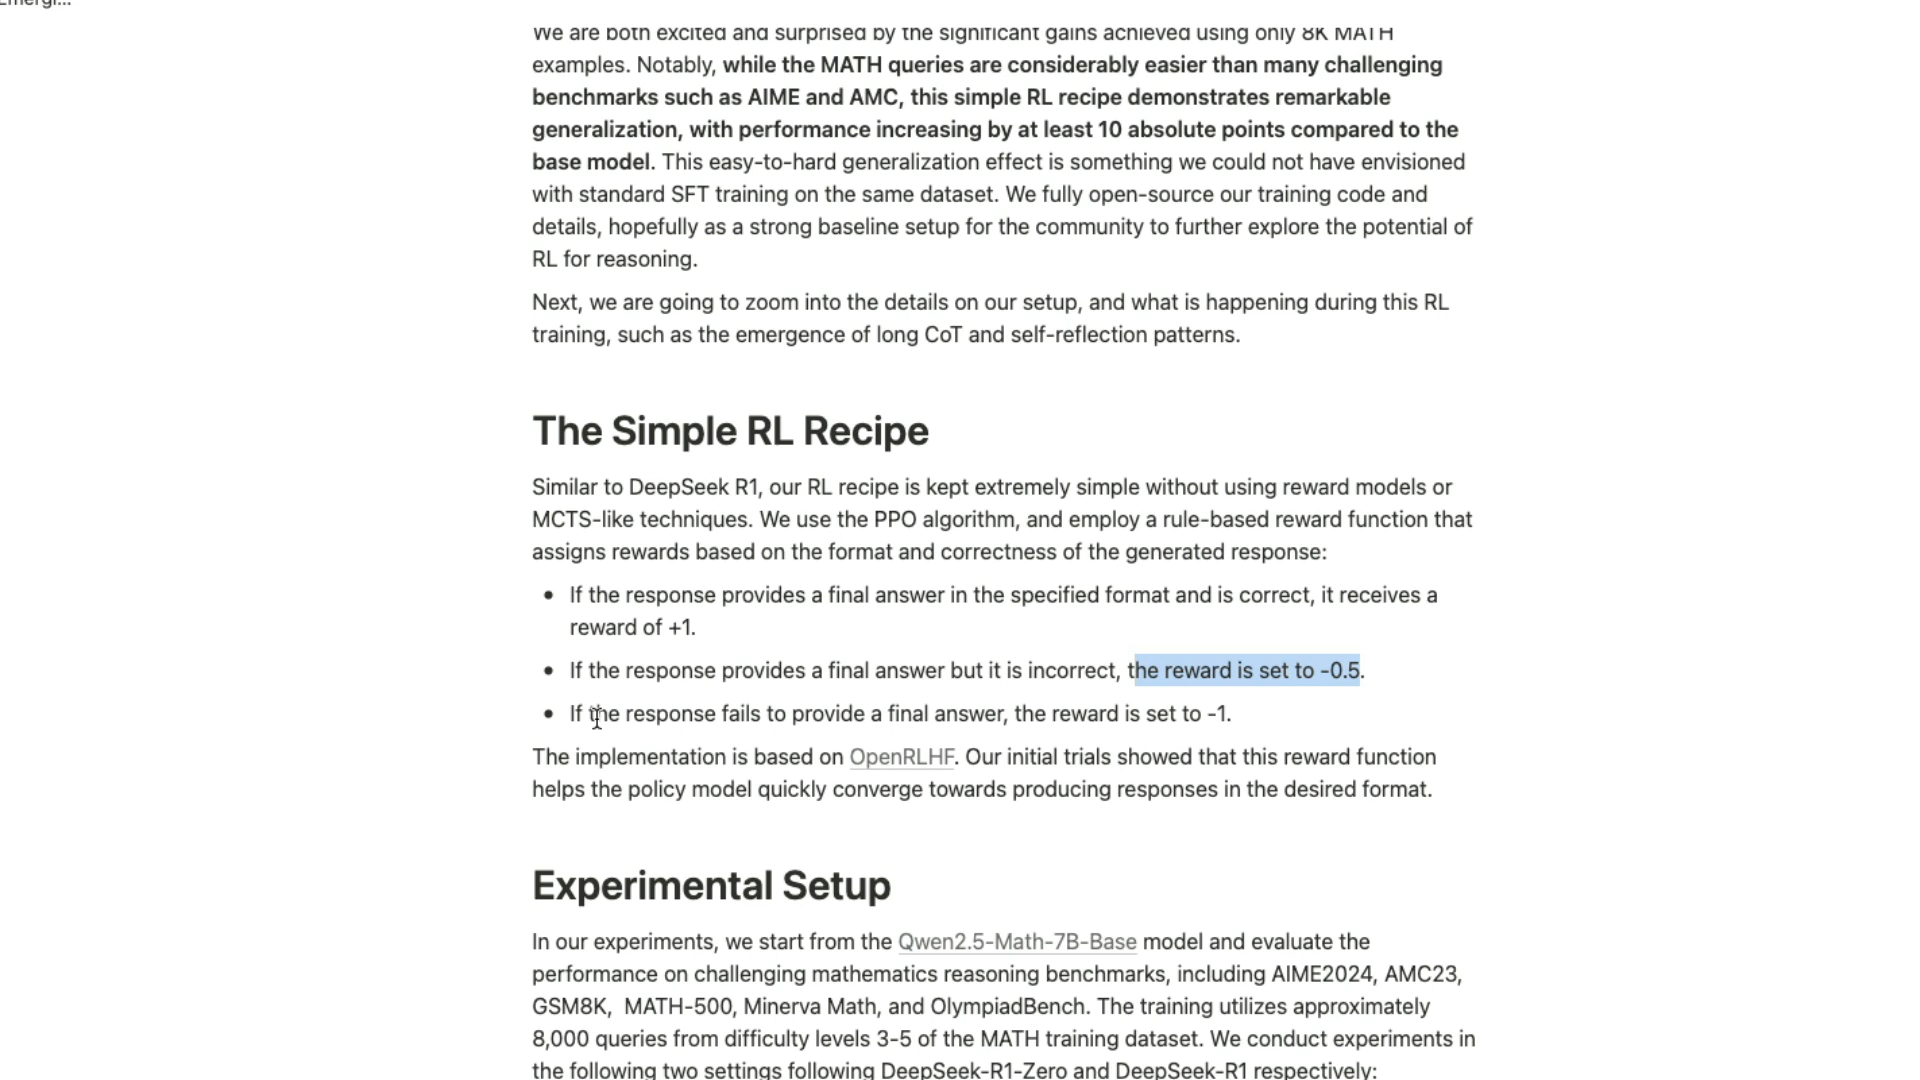 Emergi...
We are both excited and surprised by the significant gains achieved using only 8K MATH
examples. Notably, while the MATH queries are considerably easier than many challenging
benchmarks such as AIME and AMC, this simple RL recipe demonstrates remarkable
generalization, with performance increasing by at least 10 absolute points compared to the
base model. This easy-to-hard generalization effect is something we could not have envisioned
with standard SFT training on the same dataset. We fully open-source our training code and
details, hopefully as a strong baseline setup for the community to further explore the potential of
RL for reasoning.
Next, we are going to zoom into the details on our setup, and what is happening during this RL
training, such as the emergence of long CoT and self-reflection patterns.
The Simple RL Recipe
Similar to DeepSeek R1, our RL recipe is kept extremely simple without using reward models or
MCTS-like techniques. We use the PPO algorithm, and employ a rule-based reward function that
assigns rewards based on the format and correctness of the generated response:
• If the response provides a final answer in the specified format and is correct, it receives a
reward of +1.
• If the response provides a final answer but it is incorrect, the reward is set to -0.5.
• If the response fails to provide a final answer, the reward is set to -1.
The implementation is based on OpenRLHF. Our initial trials showed that this reward function
helps the policy model quickly converge towards producing responses in the desired format.
Experimental Setup
In our experiments, we start from the Qwen2.5-Math-7B-Base model and evaluate the
performance on challenging mathematics reasoning benchmarks, including AIME2024, AMC23,
GSM8K,  MATH-500, Minerva Math, and OlympiadBench. The training utilizes approximately
8,000 queries from difficulty levels 3-5 of the MATH training dataset. We conduct experiments in
the following two settings following DeepSeek-R1-Zero and DeepSeek-R1 respectively: